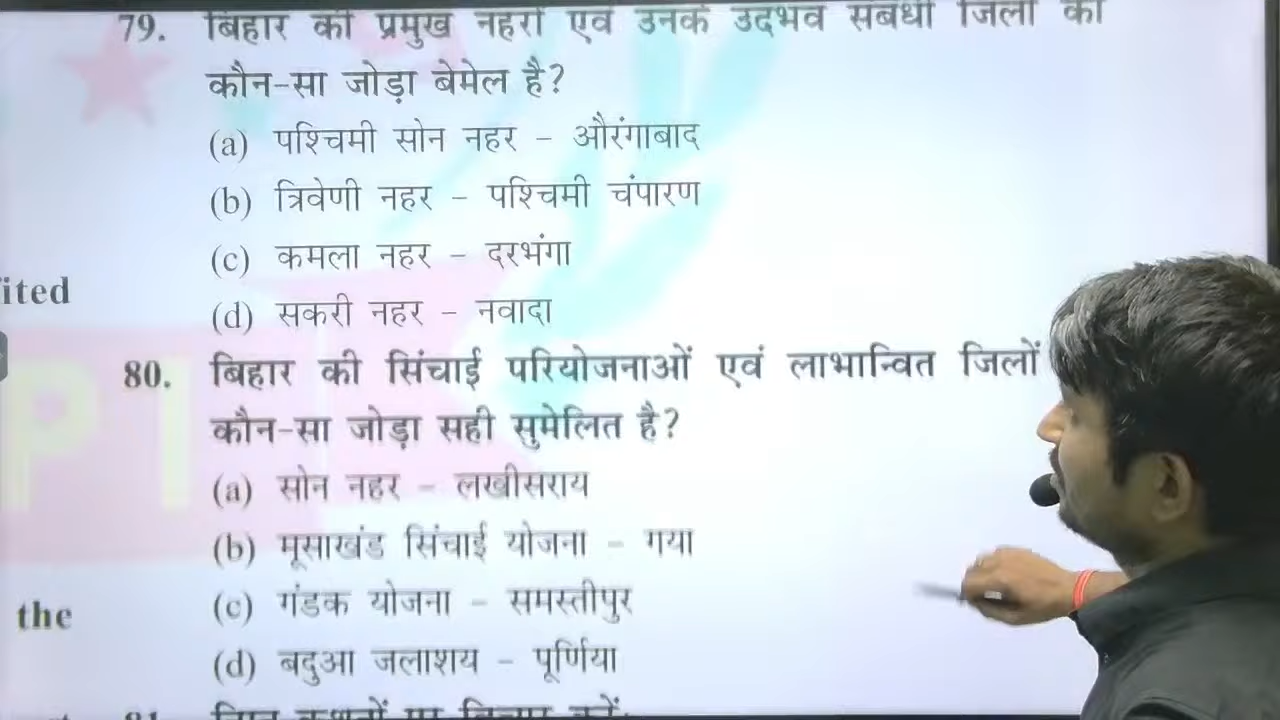 79. बिहार की प्रमुख नहरों एवं उनके उद्भव संबंधी जिलों का
कौन-सा जोड़ा बेमेल है?
(a) पश्चिमी सोन नहर – औरंगाबाद
(b) त्रिवेणी नहर – पश्चिमी चंपारण
(c) कमला नहर – दरभंगा
ited
(d) सकरी नहर – नवादा
80. बिहार की सिंचाई परियोजनाओं एवं लाभान्वित जिलों
कौन-सा जोड़ा सही सुमेलित है?
(a) सोन नहर – लखीसराय
(b) मूसाखंड सिंचाई योजना – गया
(c) गंडक योजना – समस्तीपुर
the
(d) बदुआ जलाशय – पूर्णिया